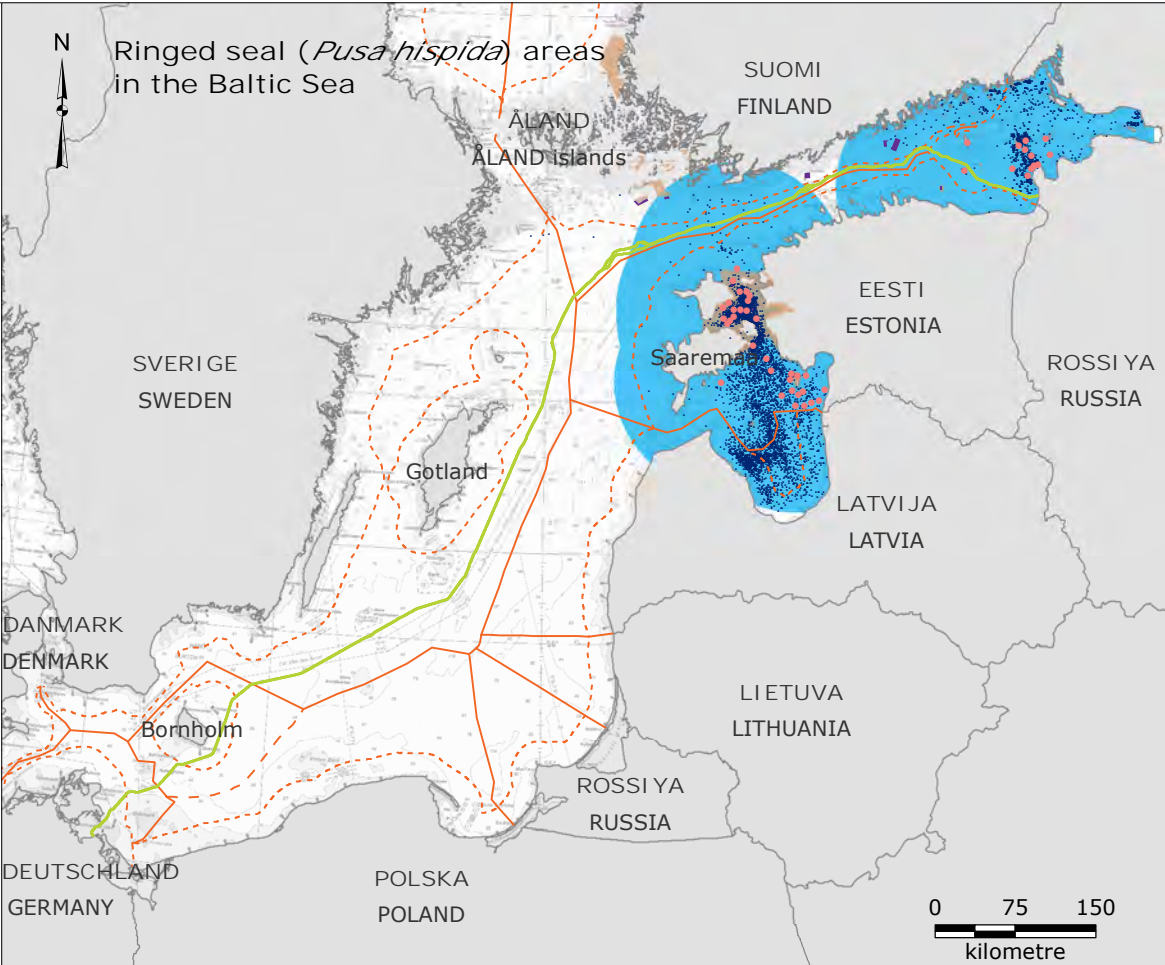 N
Ringed seal (Pusa hispida) areas
in the Baltic Sea
SUOMI
FINLAND
ÅLAND
ÅLAND islands
EESTI
ESTONIA
SVERIGE
SWEDEN
Saaremaa
ROSSIYA
RUSSIA
Gotland
LATVIJA
LATVIA
DANMARK
DENMARK
LIETUVA
LITHUANIA
Bornholm
ROSSIYA
RUSSIA
DEUTSCHLAND
GERMANY
POLSKA
POLAND
0 75 150
kilometre